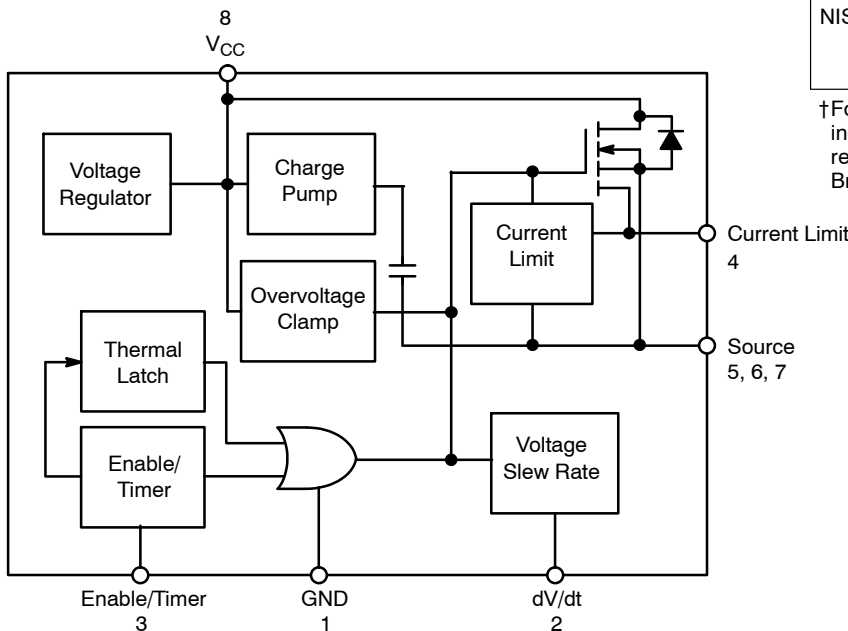 8
VCC
NIS
†Fo
in
re
Br
Voltage
Regulator
Charge
Pump
Current
Limit
Current Limit
4
Overvoltage
Clamp
Thermal
Latch
Source
5, 6, 7
Enable/
Timer
Voltage
Slew Rate
Enable/Timer
3
GND
1
dV/dt
2